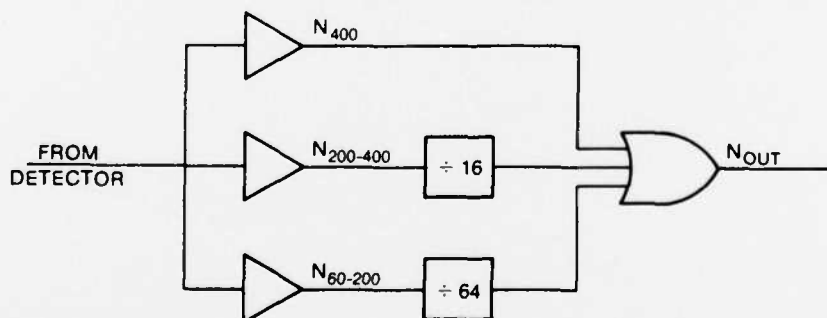 N400
FROM
DETECTOR
N200-400
÷ 16
NOUT
N60-200
÷ 64